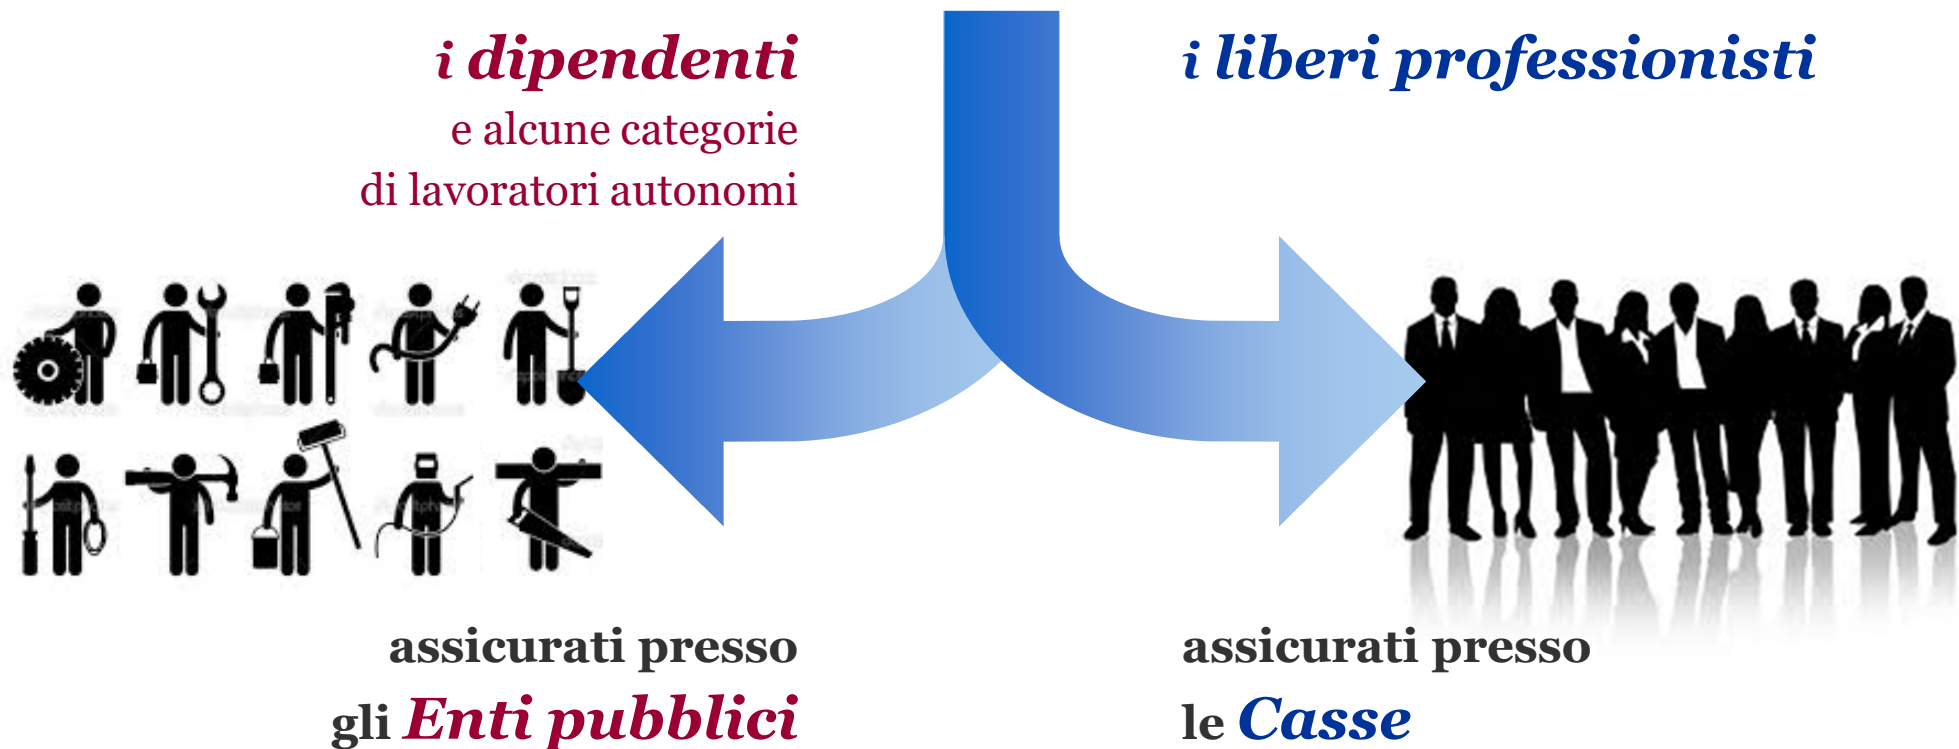 i dipendenti
e alcune categorie
di lavoratori autonomi
i liberi professionisti
assicurati presso
gli Enti pubblici
assicurati presso
le Casse